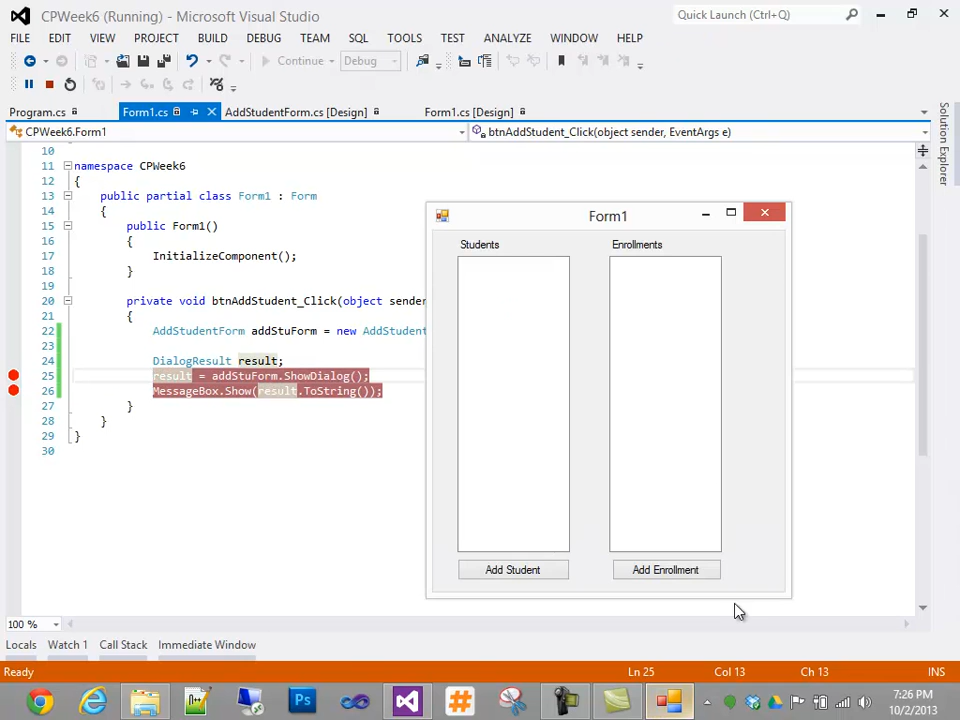 CPWeek6 (Running) - Microsoft Visual Studio
Quick Launch (Ctrl+Q)
FILE EDIT VIEW PROJECT BUILD DEBUG TEAM SQL TOOLS TEST ANALYZE WINDOW HELP
Continue Debug
Program.cs Form1.cs AddStudentForm.cs [Design] Form1.cs [Design]
CPWeek6.Form1 btnAddStudent_Click(object sender, EventArgs e)
Solution Explorer
10
11 namespace CPWeek6
12 {
13 public partial class Form1 : Form
14 {
15 public Form1()
16 {
17 InitializeComponent();
18 }
19
20 private void btnAddStudent_Click(object sender
21 {
22 AddStudentForm addStuForm = new AddStudent
23
24 DialogResult result;
25 result = addStuForm.ShowDialog();
26 MessageBox.Show(result.ToString());
27 }
28 }
29 }
30
Form1
Students Enrollments
Add Student Add Enrollment
100 %
Locals Watch 1 Call Stack Immediate Window
Ready Ln 25 Col 13 Ch 13 INS
Ps
7:26 PM
10/2/2013